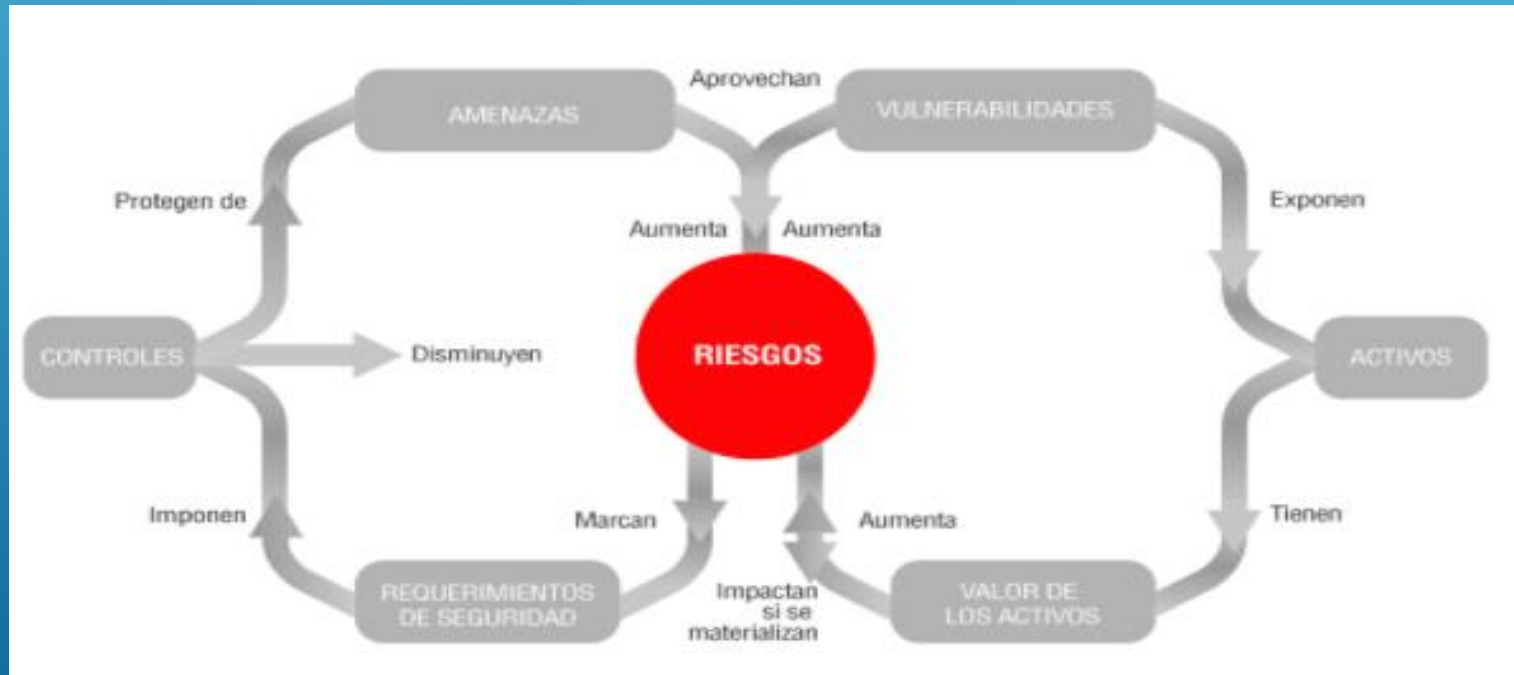 Aprovechan
AMENAZAS
VULNERABILIDADES
Protegen de
Exponen
Aumenta
Aumenta
CONTROLES
Disminuyen
RIESGOS
ACTIVOS
Imponen
Marcan
Aumenta
Tienen
REQUERIMIENTOS
DE SEGURIDAD
Impactan
si se
materializan
VALOR DE
LOS ACTIVOS